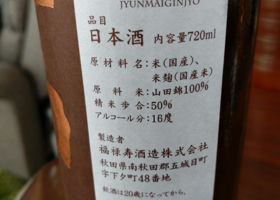 JYUNMAIGINJYO
品目
日本酒 内容量720ml
原材料名:米(国産)、
米麹(国産米)
原料米:山田錦100%
精米歩合:50%
アルコール分:16度
製造者
福禄寿酒造株式会社
秋田県南秋田郡五城目町
字下夕町48番地
飲酒は20歳になってから。